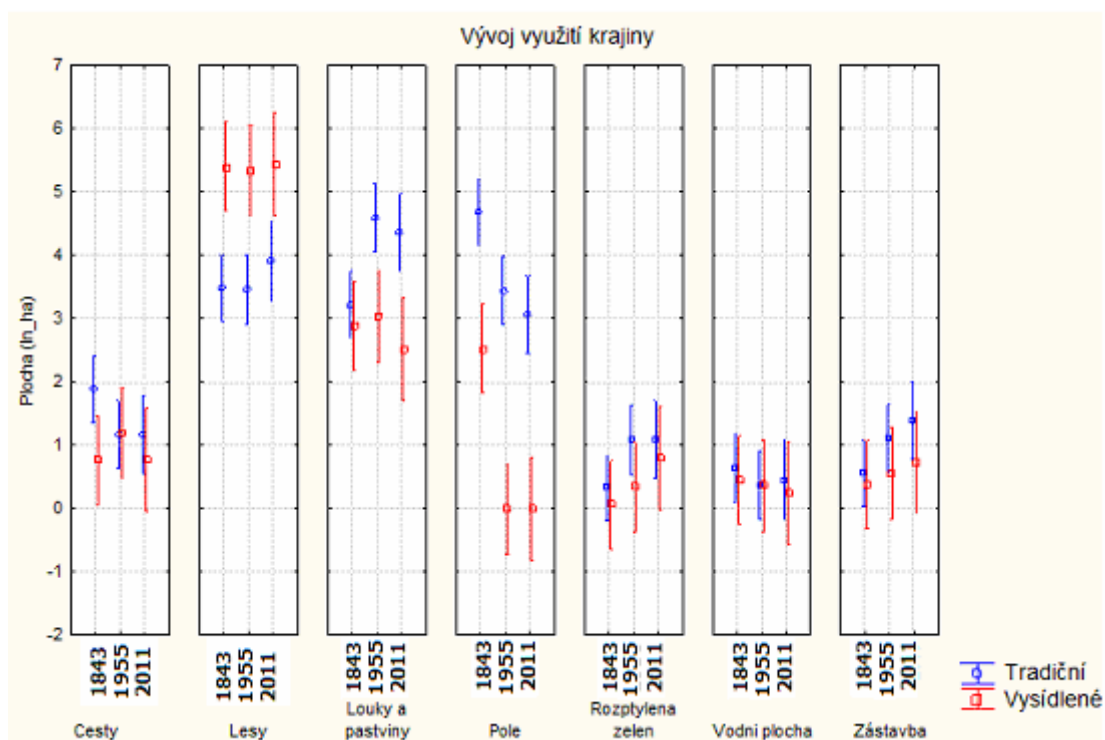 Vývoj využití krajiny
Plocha (ln_ha)
7
6
5
4
3
2
1
0
-1
-2
1843
1955
2011
1843
1955
2011
1843
1955
2011
1843
1955
2011
1843
1955
2011
1843
1955
2011
1843
1955
2011
Cesty
Lesy
Louky a
pastviny
Pole
Rozptylena
zelen
Vodni plocha
Zástavba
Tradiční
Vysídlené